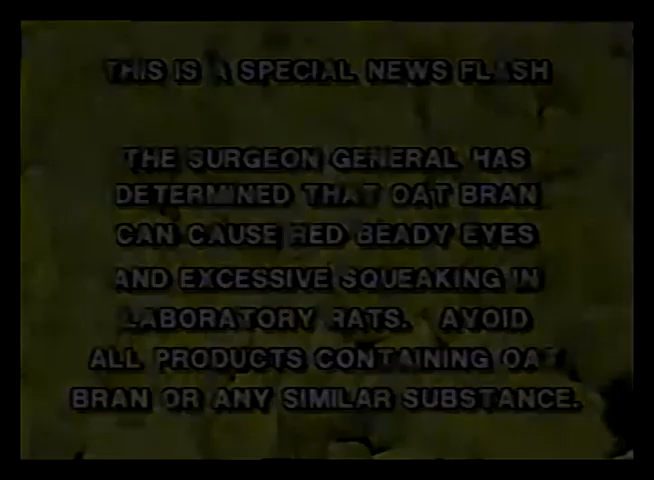 THIS IS A SPECIAL NEWS FLASH
THE SURGEON GENERAL HAS
DETERMINED THAT OAT BRAN
CAN CAUSE RED BEADY EYES
AND EXCESSIVE SQUEAKING IN
LABORATORY RATS. AVOID
ALL PRODUCTS CONTAINING OAT
BRAN OR ANY SIMILAR SUBSTANCE.